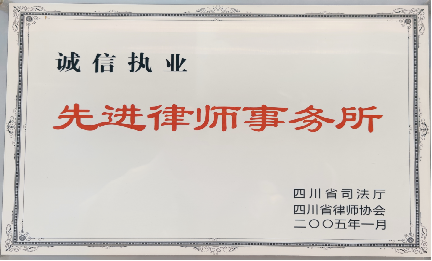 诚信执业
先进律师事务所
四川省司法厅
四川省律师协会
二〇〇五年一月